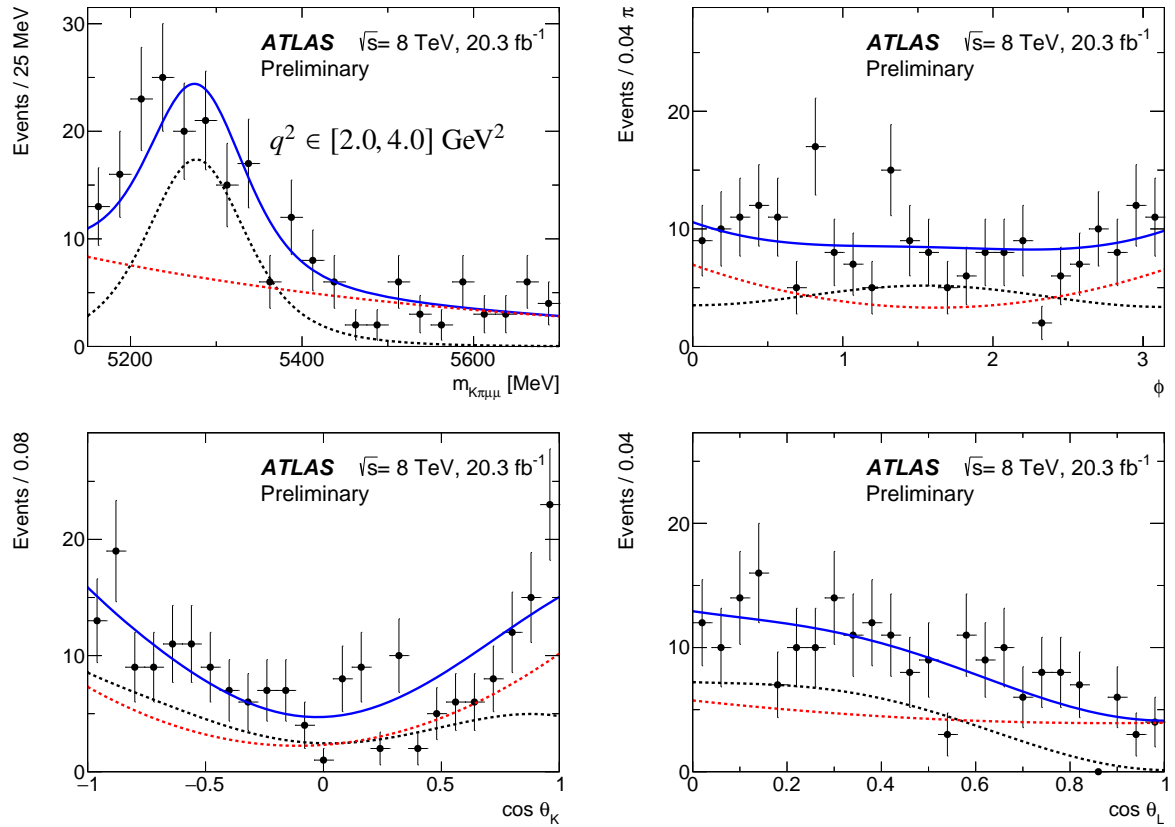 Events / 25 MeV
30
20
10
0
ATLAS √s= 8 TeV, 20.3 fb⁻¹
Preliminary
q² ∈ [2.0, 4.0] GeV²
5200 5400 5600
m_Kπμμ [MeV]
Events / 0.04 π
20
10
0
ATLAS √s= 8 TeV, 20.3 fb⁻¹
Preliminary
0 1 2 3
ϕ
Events / 0.08
20
10
0
ATLAS √s= 8 TeV, 20.3 fb⁻¹
Preliminary
−1 −0.5 0 0.5 1
cos θ_K
Events / 0.04
20
10
0
ATLAS √s= 8 TeV, 20.3 fb⁻¹
Preliminary
0 0.2 0.4 0.6 0.8 1
cos θ_L